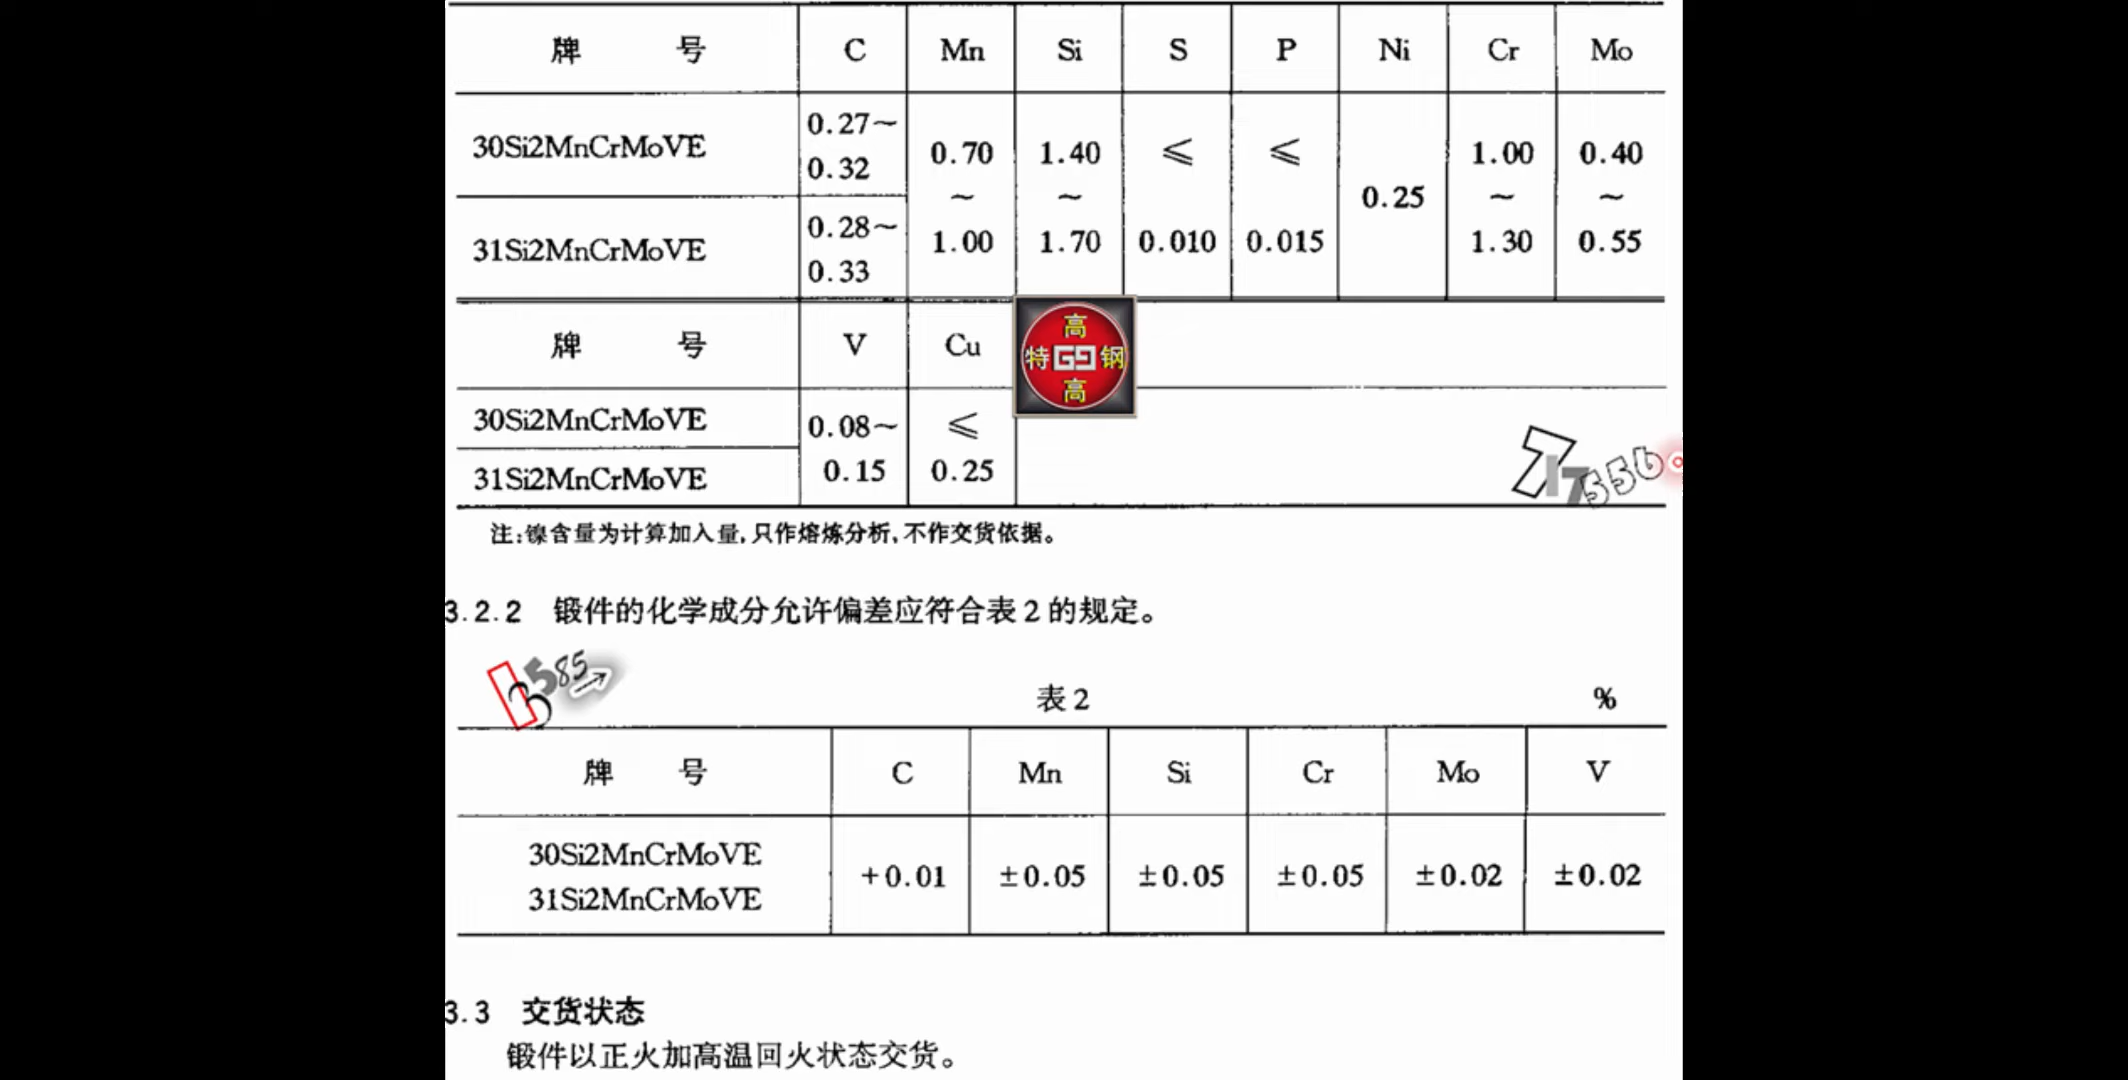 牌 号 C Mn Si S P Ni Cr Mo
30Si2MnCrMoVE 0.27~0.32 0.70~1.00 1.40~1.70 ≤0.010 ≤0.015 0.25 1.00~1.30 0.40~0.55
31Si2MnCrMoVE 0.28~0.33
牌 号 V Cu
30Si2MnCrMoVE 0.08~0.15 ≤0.25
31Si2MnCrMoVE
高
特GG钢
高
717556
注:镍含量为计算加入量,只作熔炼分析,不作交货依据。
3.2.2 锻件的化学成分允许偏差应符合表2的规定。
13585
表2 %
牌 号 C Mn Si Cr Mo V
30Si2MnCrMoVE
31Si2MnCrMoVE +0.01 ±0.05 ±0.05 ±0.05 ±0.02 ±0.02
3.3 交货状态
锻件以正火加高温回火状态交货。